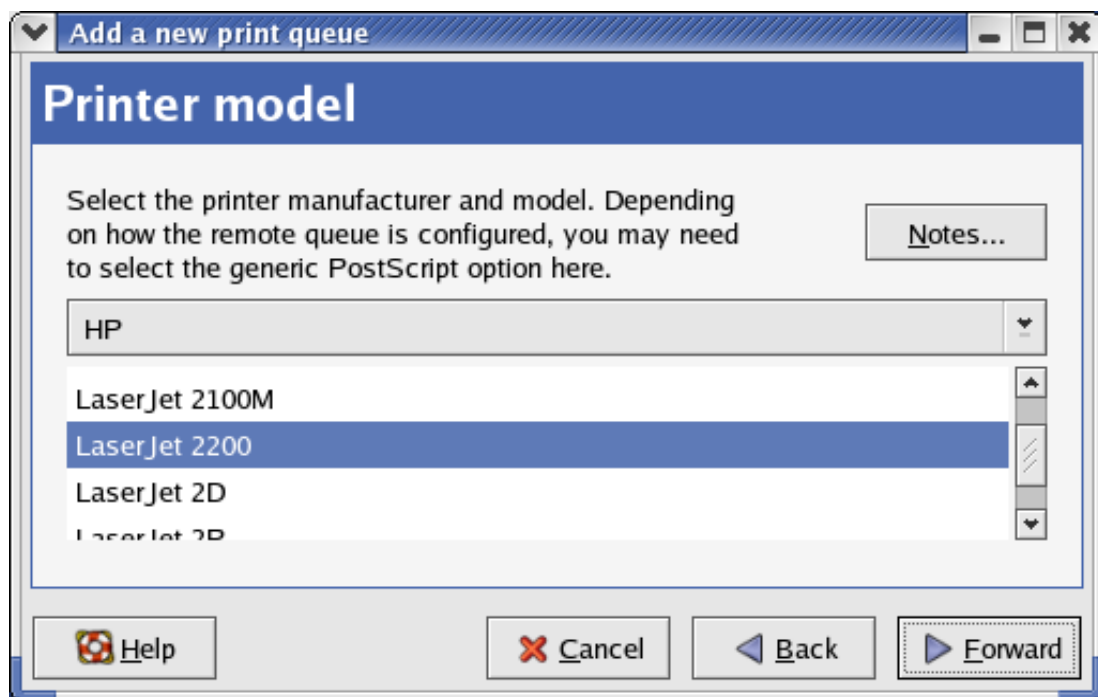 Add a new print queue
Printer model
Select the printer manufacturer and model. Depending
on how the remote queue is configured, you may need
to select the generic PostScript option here.
Notes...
HP
LaserJet 2100M
LaserJet 2200
LaserJet 2D
LaserJet
Help
Cancel
Back
Forward